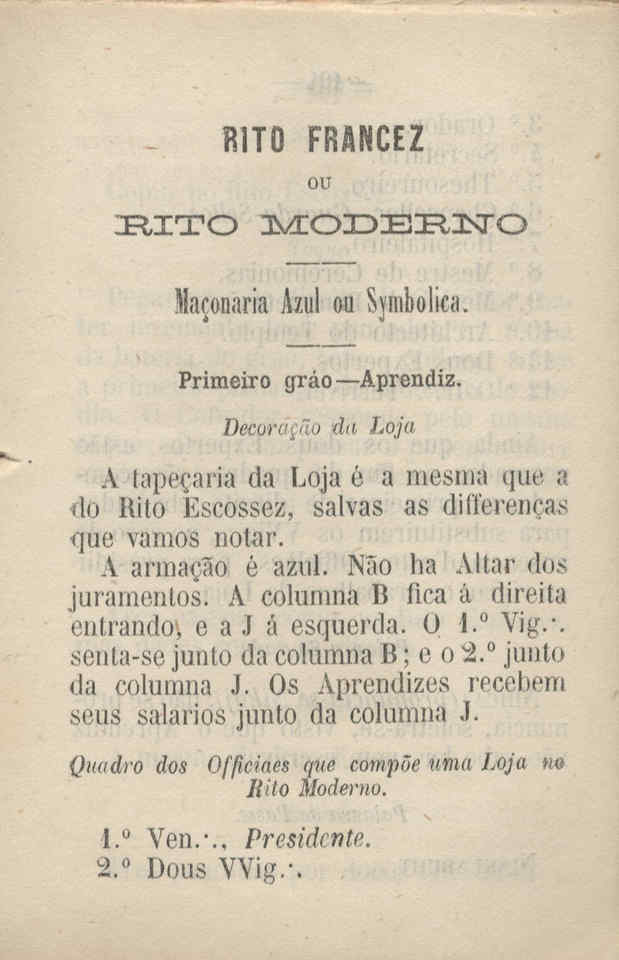 RITO FRANCEZ
OU
RITO MODERNO
Maçonaria Azul ou Symbolica.
Primeiro gráo—Aprendiz.
Decoração da Loja
A tapeçaria da Loja é a mesma que a
do Rito Escossez, salvas as differenças
que vamos notar.
A armação é azul. Não ha Altar dos
juramentos. A columna B fica á direita
entrando, e a J á esquerda. O 1.º Vig.·.
senta-se junto da columna B; e o 2.º junto
da columna J. Os Aprendizes recebem
seus salarios junto da columna J.
Quadro dos Officiaes que compõe uma Loja no
Rito Moderno.
1.º Ven.·., Presidente.
2.º Dous VVig.·.